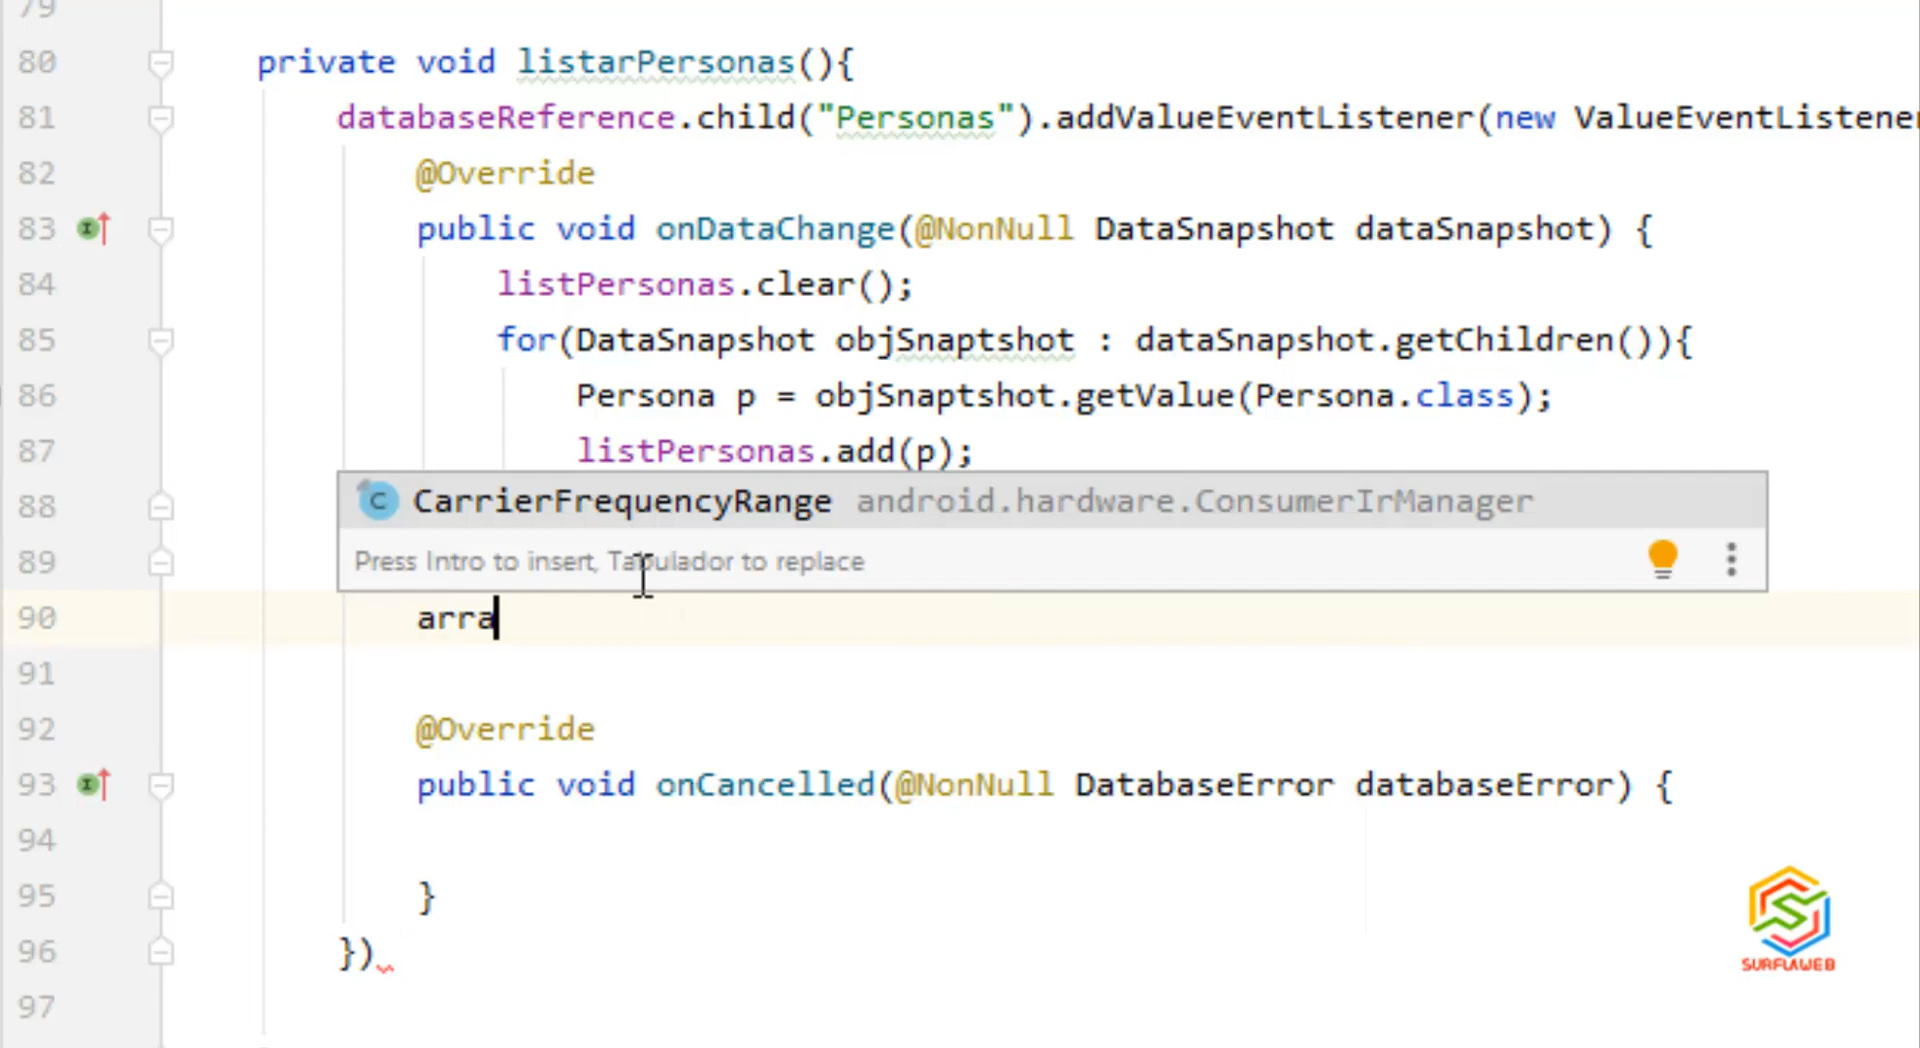 79
80 private void listarPersonas(){
81 databaseReference.child("Personas").addValueEventListener(new ValueEventListener
82 @Override
83 public void onDataChange(@NonNull DataSnapshot dataSnapshot) {
84 listPersonas.clear();
85 for(DataSnapshot objSnaptshot : dataSnapshot.getChildren()){
86 Persona p = objSnaptshot.getValue(Persona.class);
87 listPersonas.add(p);
88 CarrierFrequencyRange android.hardware.ConsumerIrManager
89 Press Intro to insert, Tabulador to replace
90 arra
91
92 @Override
93 public void onCancelled(@NonNull DatabaseError databaseError) {
94
95 }
96 })
97
SURFLAWEB